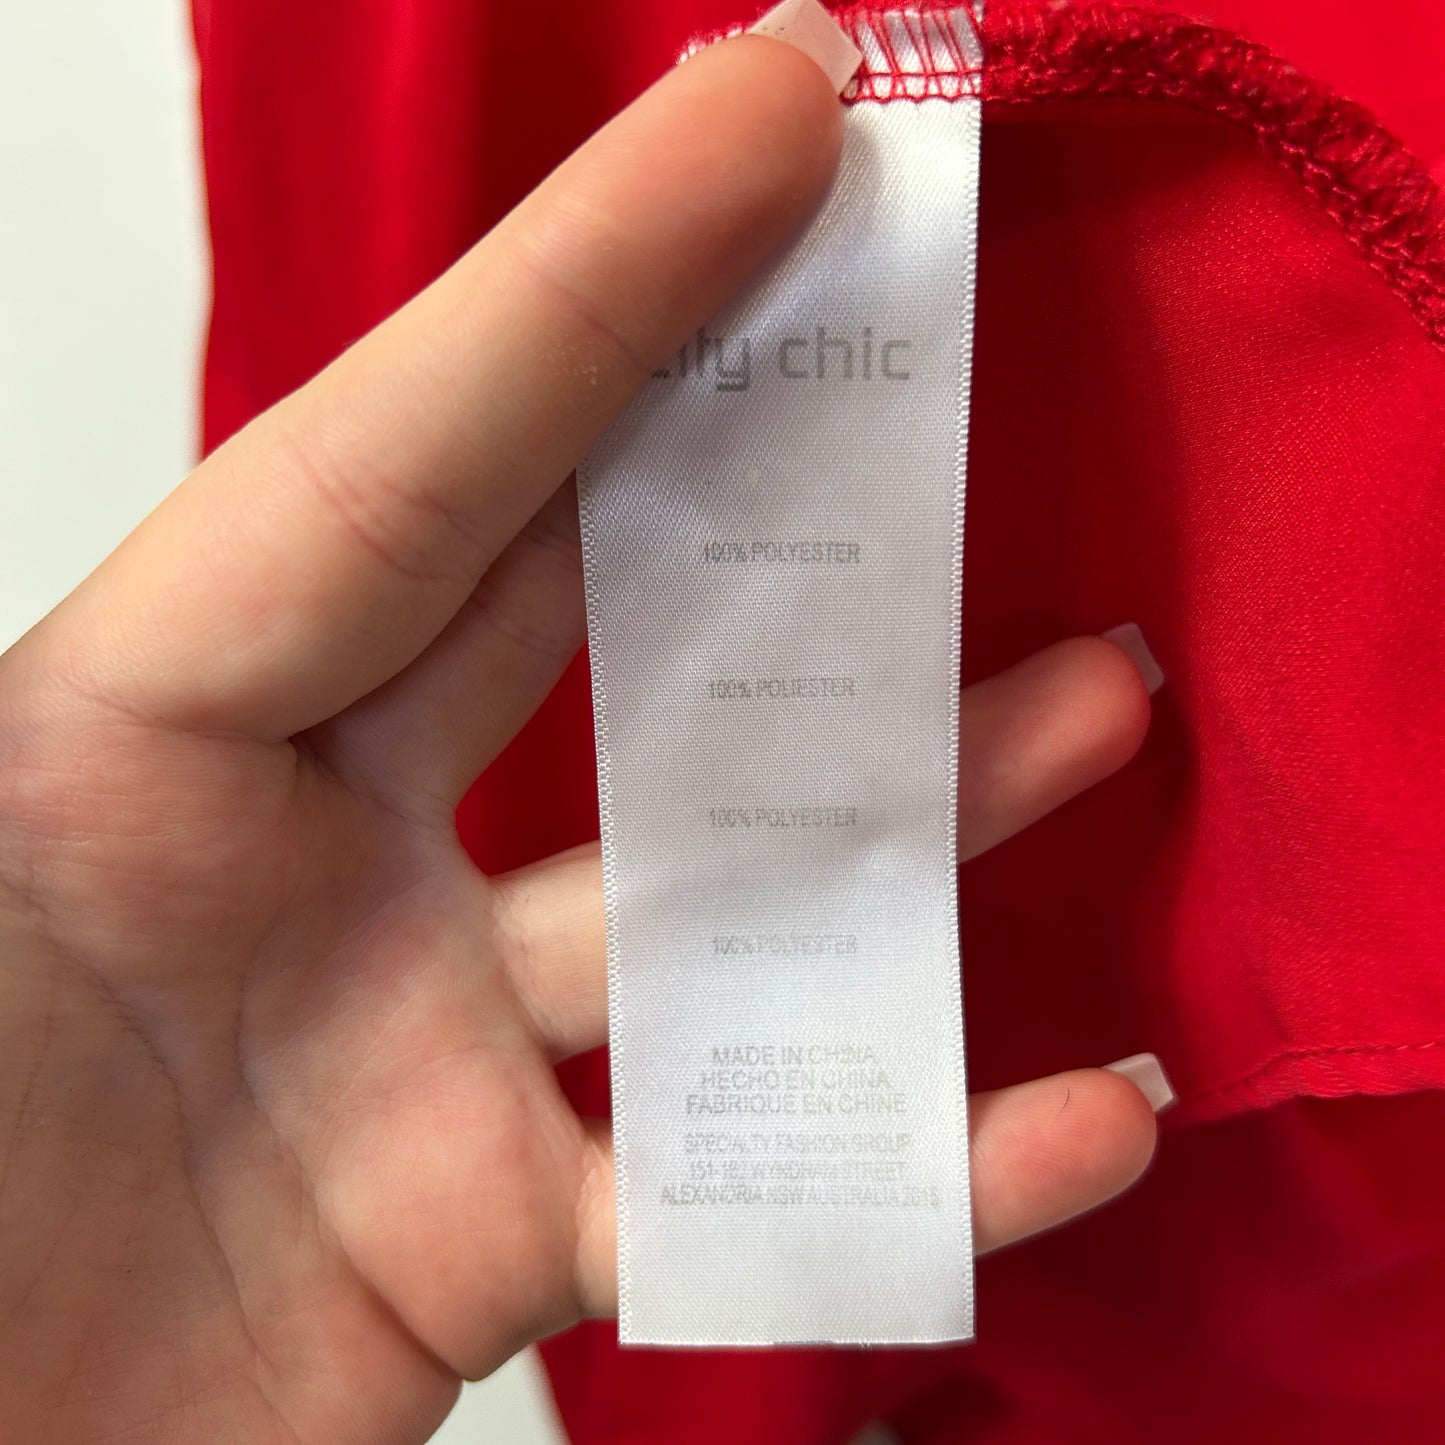 city chic
100% POLYESTER
100% POLIESTER
100% POLYESTER
100% POLYESTER
MADE IN CHINA
HECHO EN CHINA
FABRIQUE EN CHINE
SPECIALTY FASHION GROUP
151-163 WYNDHAM STREET
ALEXANDRIA NSW AUSTRALIA 2015